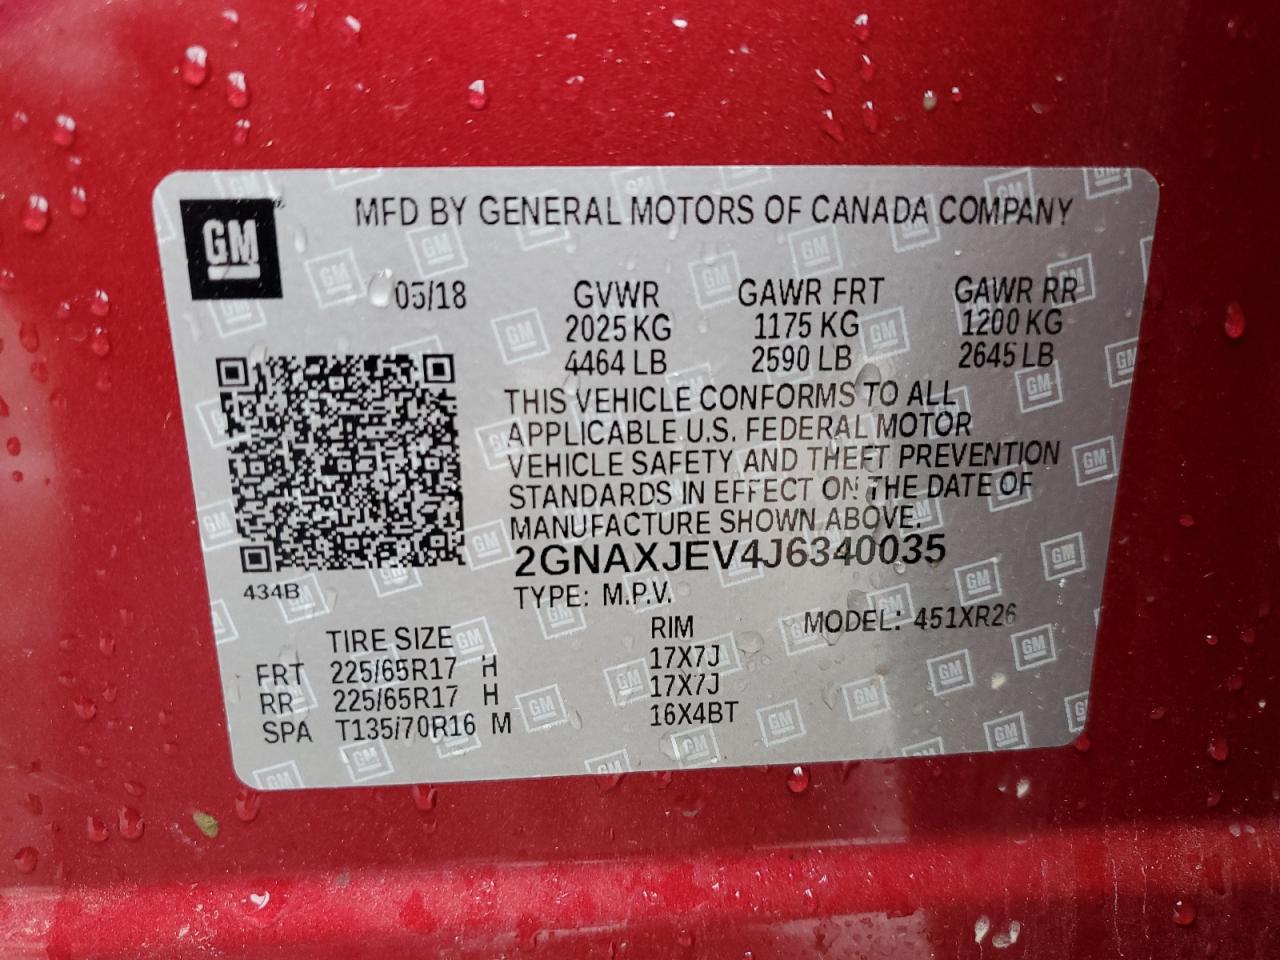 GM
MFD BY GENERAL MOTORS OF CANADA COMPANY
05/18 GVWR GAWR FRT GAWR RR
2025 KG 1175 KG 1200 KG
4464 LB 2590 LB 2645 LB
THIS VEHICLE CONFORMS TO ALL
APPLICABLE U.S. FEDERAL MOTOR
VEHICLE SAFETY AND THEFT PREVENTION
STANDARDS IN EFFECT ON THE DATE OF
MANUFACTURE SHOWN ABOVE.
2GNAXJEV4J6340035
434B
TYPE: M.P.V.
MODEL: 451XR26
TIRE SIZE RIM
FRT 225/65R17 H 17X7J
RR 225/65R17 H 17X7J
SPA T135/70R16 M 16X4BT